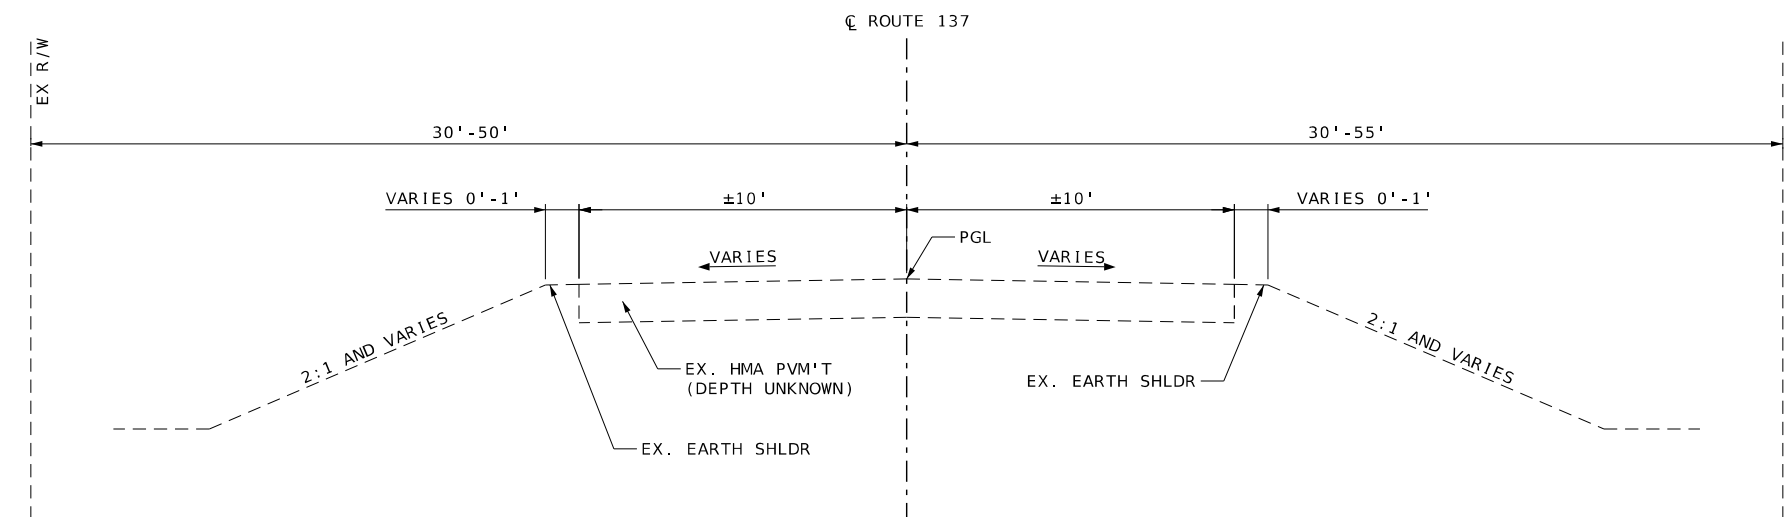 ℄ ROUTE 137
EX R/W
30'-50'
30'-55'
VARIES 0'-1'
±10'
±10'
VARIES 0'-1'
PGL
VARIES
VARIES
2:1 AND VARIES
2:1 AND VARIES
EX. HMA PVM'T
(DEPTH UNKNOWN)
EX. EARTH SHLDR
EX. EARTH SHLDR